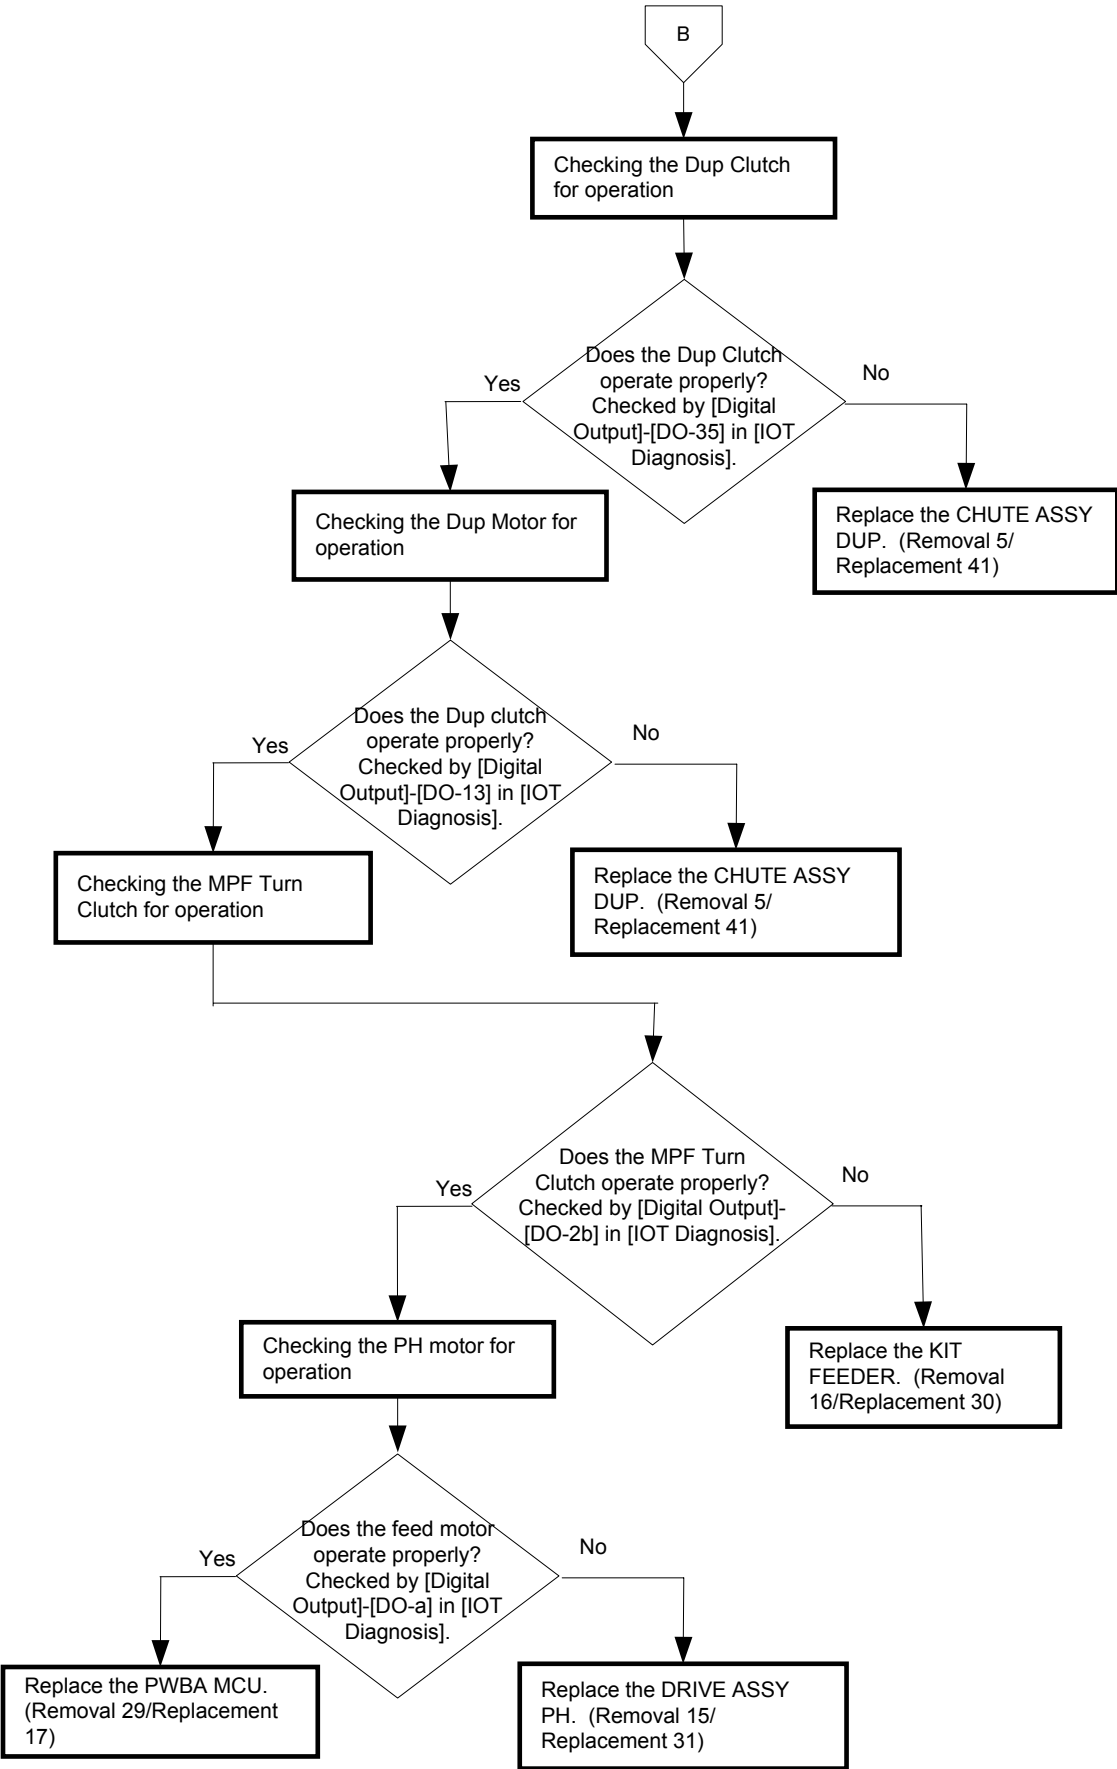 B
Checking the Dup Clutch
for operation
Does the Dup Clutch
operate properly?
Checked by [Digital
Output]-[DO-35] in [IOT
Diagnosis].
Yes
No
Checking the Dup Motor for
operation
Replace the CHUTE ASSY
DUP.  (Removal 5/
Replacement 41)
Does the Dup clutch
operate properly?
Checked by [Digital
Output]-[DO-13] in [IOT
Diagnosis].
Yes
No
Checking the MPF Turn
Clutch for operation
Replace the CHUTE ASSY
DUP.  (Removal 5/
Replacement 41)
Does the MPF Turn
Clutch operate properly?
Checked by [Digital Output]-
[DO-2b] in [IOT Diagnosis].
Yes
No
Checking the PH motor for
operation
Replace the KIT
FEEDER.  (Removal
16/Replacement 30)
Does the feed motor
operate properly?
Checked by [Digital
Output]-[DO-a] in [IOT
Diagnosis].
Yes
No
Replace the PWBA MCU.
(Removal 29/Replacement
17)
Replace the DRIVE ASSY
PH.  (Removal 15/
Replacement 31)